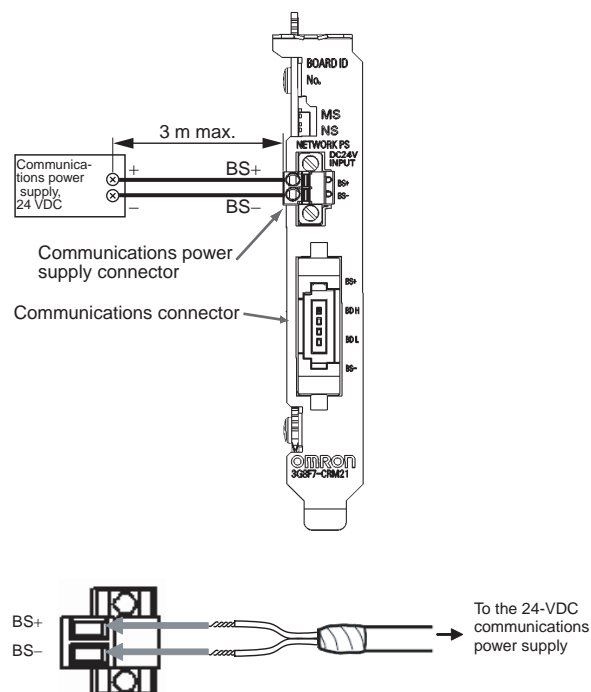 BOARD ID
No.
MS
NS
3 m max.
NETWORK PS
DC24V
INPUT
Communica-
tions power
supply,
24 VDC
+
BS+
BS+
−
BS−
BS-
Communications power
supply connector
BS+
Communications connector
BD H
BD L
BS-
OMRON
3G8F7-CRM21
BS+
BS−
To the 24-VDC
communications
power supply